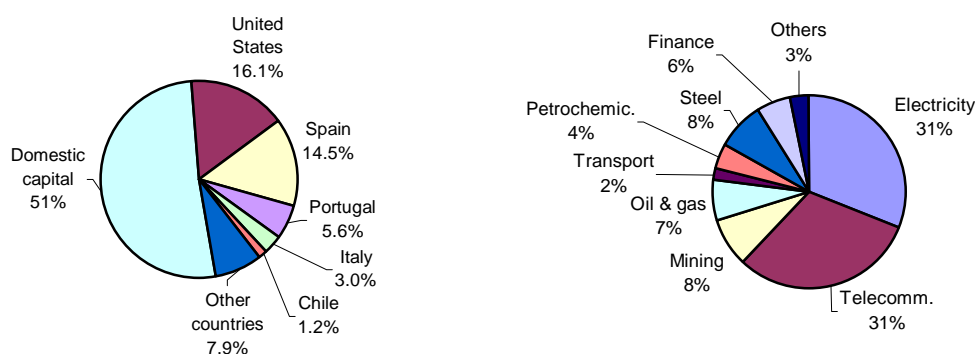 United
States
16.1%
Spain
14.5%
Portugal
5.6%
Italy
3.0%
Chile
1.2%
Other
countries
7.9%
Domestic
capital
51%
Others
3%
Electricity
31%
Telecomm.
31%
Mining
8%
Oil & gas
7%
Transport
2%
Petrochemic.
4%
Steel
8%
Finance
6%